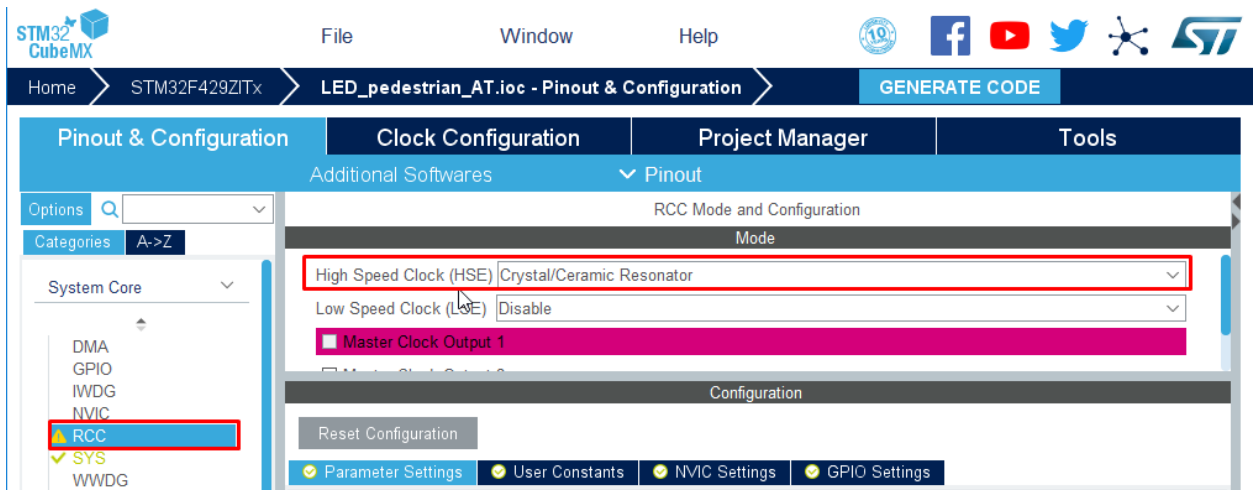 STM32
CubeMX
File Window Help
10
ST
Home STM32F429ZITx LED_pedestrian_AT.ioc - Pinout & Configuration GENERATE CODE
Pinout & Configuration Clock Configuration Project Manager Tools
Additional Softwares Pinout
Options
RCC Mode and Configuration
Categories A->Z
Mode
High Speed Clock (HSE) Crystal/Ceramic Resonator
System Core
Low Speed Clock (LSE) Disable
Master Clock Output 1
DMA
GPIO
IWDG
Configuration
NVIC
RCC
Reset Configuration
SYS
WWDG
Parameter Settings User Constants NVIC Settings GPIO Settings